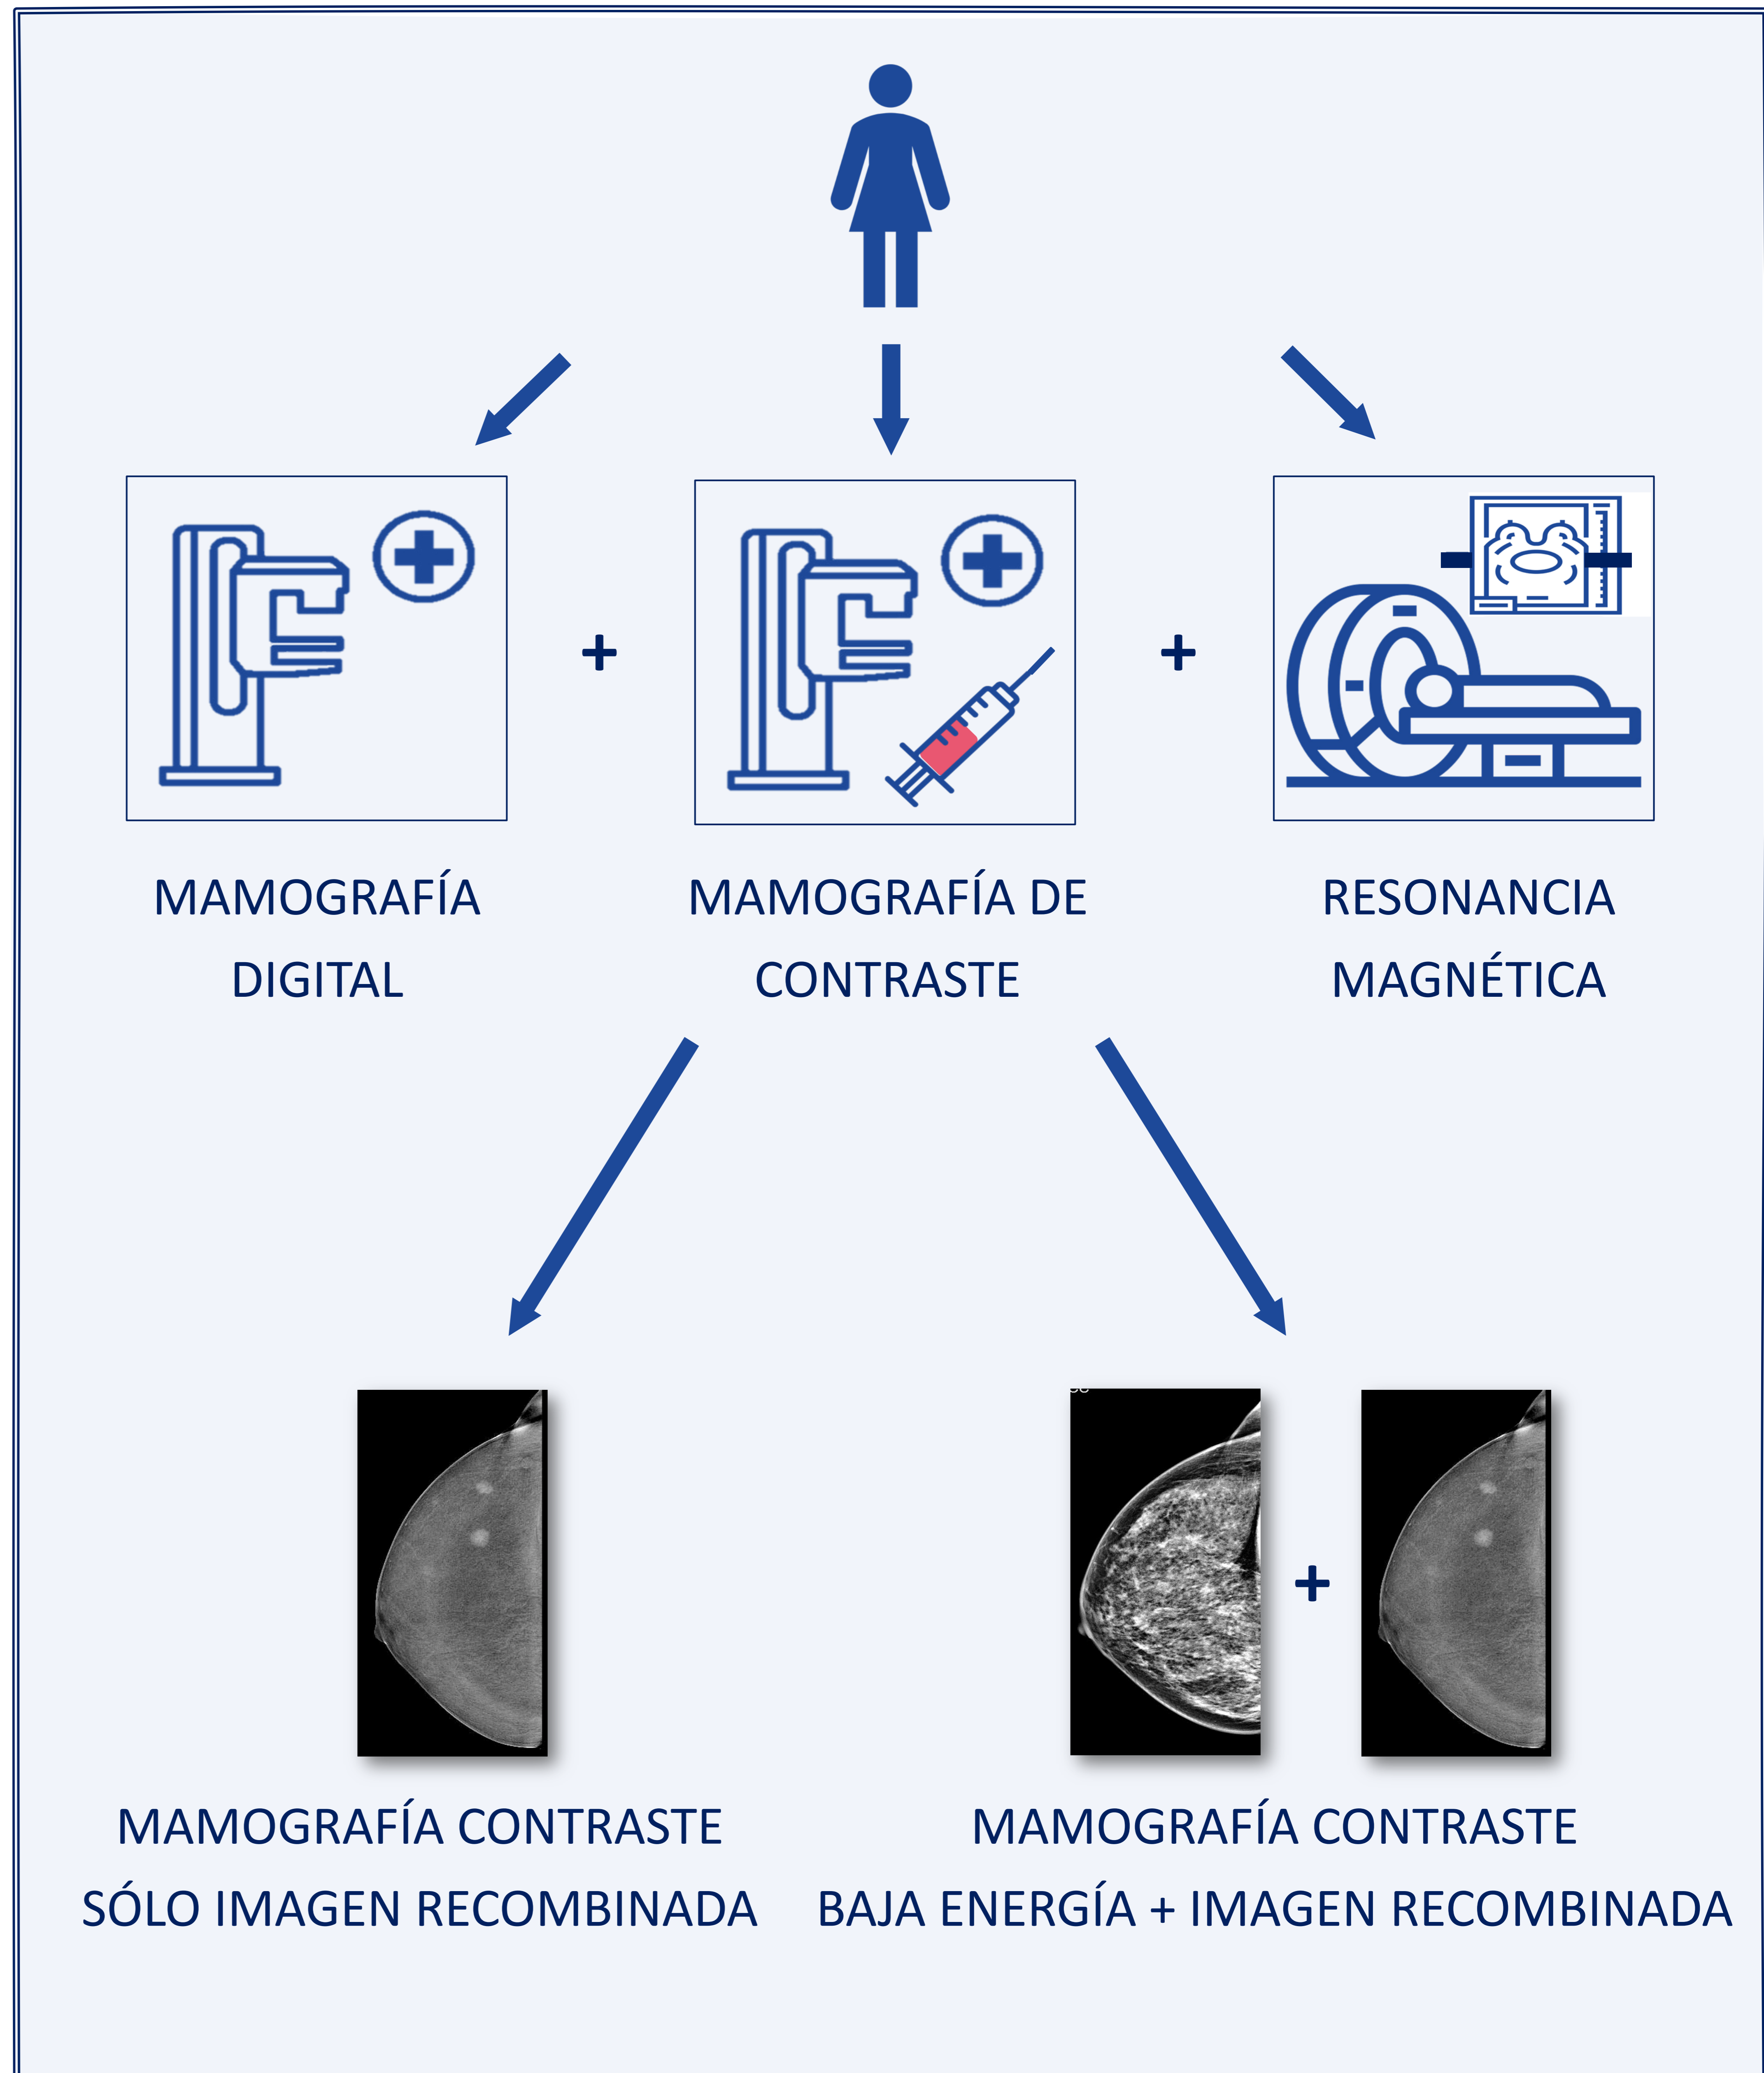 +
+
MAMOGRAFÍA
DIGITAL
MAMOGRAFÍA DE
CONTRASTE
RESONANCIA
MAGNÉTICA
+
MAMOGRAFÍA CONTRASTE
SÓLO IMAGEN RECOMBINADA
MAMOGRAFÍA CONTRASTE
BAJA ENERGÍA + IMAGEN RECOMBINADA